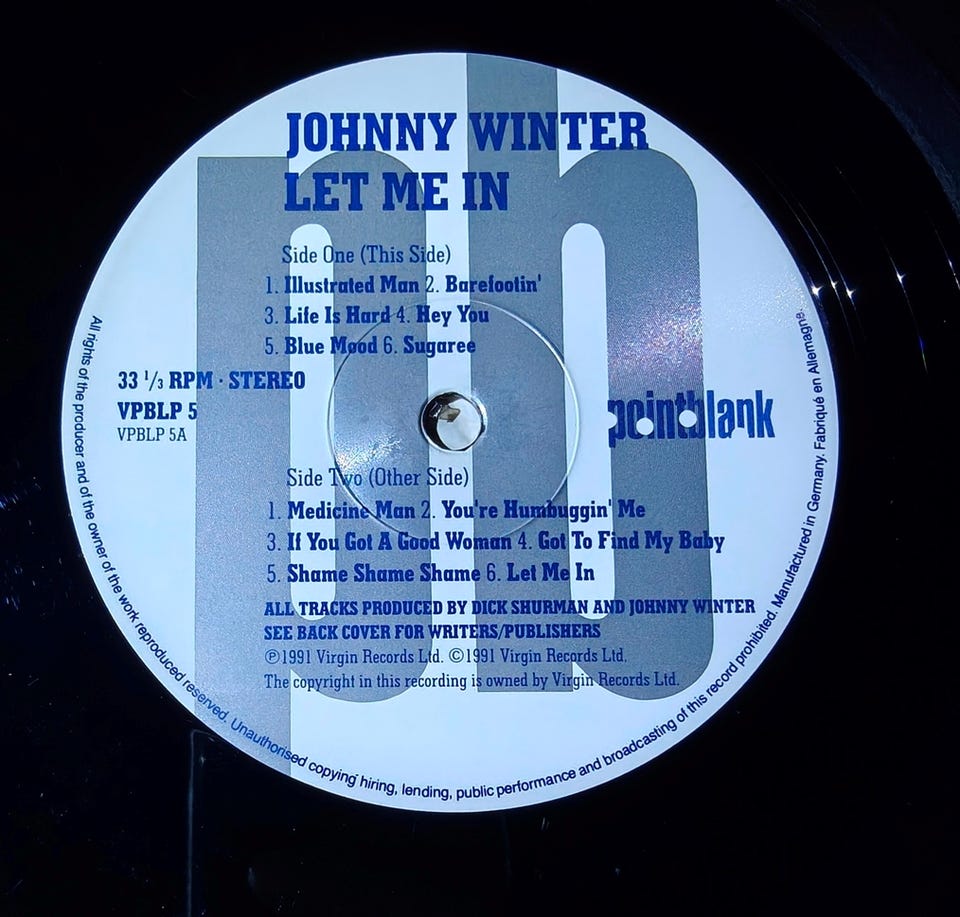 JOHNNY WINTER
LET ME IN
Side One (This Side)
1. Illustrated Man 2. Barefootin'
3. Life Is Hard 4. Hey You
5. Blue Mood 6. Sugaree
33 1/3 RPM · STEREO
VPBLP 5
VPBLP 5A
pointblank
Side Two (Other Side)
1. Medicine Man 2. You're Humbuggin' Me
3. If You Got A Good Woman 4. Got To Find My Baby
5. Shame Shame Shame 6. Let Me In
ALL TRACKS PRODUCED BY DICK SHURMAN AND JOHNNY WINTER
SEE BACK COVER FOR WRITERS/PUBLISHERS
℗1991 Virgin Records Ltd. ©1991 Virgin Records Ltd.
The copyright in this recording is owned by Virgin Records Ltd.
All rights of the producer and of the owner of the work reproduced reserved. Unauthorised copying hiring, lending, public performance and broadcasting of this record prohibited. Manufactured in Germany. Fabriqué en Allemagne.